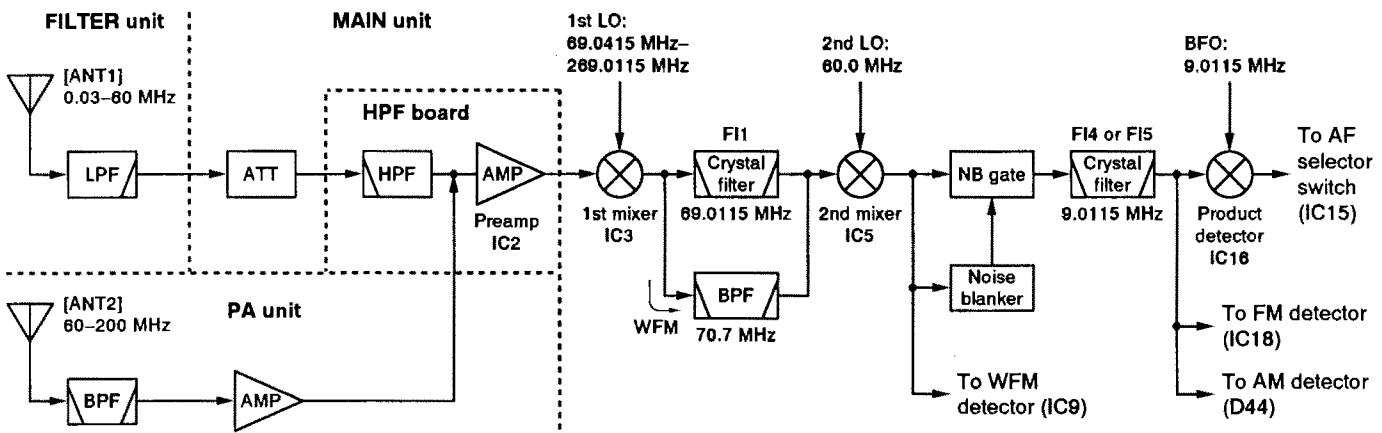 FILTER unit
MAIN unit
1st LO:
69.0415 MHz–
269.0115 MHz
2nd LO:
60.0 MHz
BFO:
9.0115 MHz
[ANT1]
0.03–60 MHz
HPF board
LPF
ATT
HPF
AMP
Preamp
IC2
1st mixer
IC3
FI1
Crystal
filter
69.0115 MHz
2nd mixer
IC5
NB gate
FI4 or FI5
Crystal
filter
9.0115 MHz
Product
detector
IC16
To AF
selector
switch
(IC15)
WFM
BPF
70.7 MHz
Noise
blanker
[ANT2]
60–200 MHz
PA unit
BPF
AMP
To WFM
detector (IC9)
To FM detector
(IC18)
To AM detector
(D44)